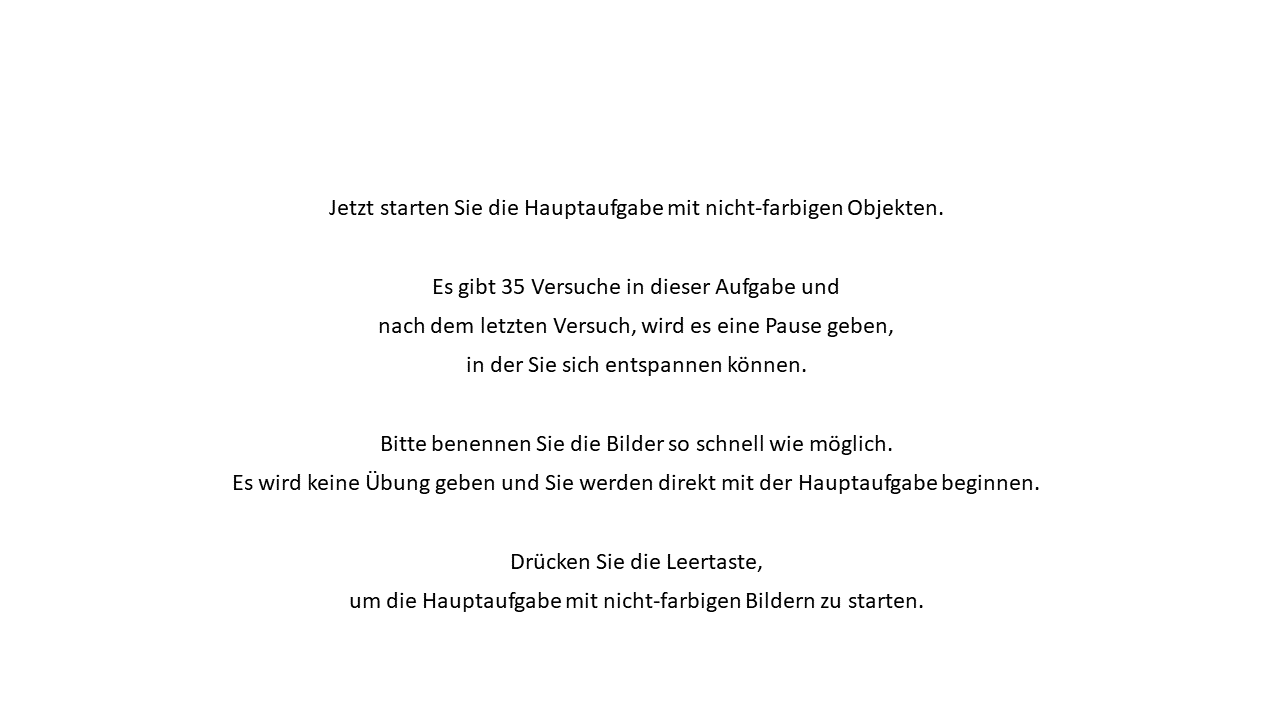 Jetzt starten Sie die Hauptaufgabe mit nicht-farbigen Objekten.
Es gibt 35 Versuche in dieser Aufgabe und
nach dem letzten Versuch, wird es eine Pause geben,
in der Sie sich entspannen können.
Bitte benennen Sie die Bilder so schnell wie möglich.
Es wird keine Übung geben und Sie werden direkt mit der Hauptaufgabe beginnen.
Drücken Sie die Leertaste,
um die Hauptaufgabe mit nicht-farbigen Bildern zu starten.